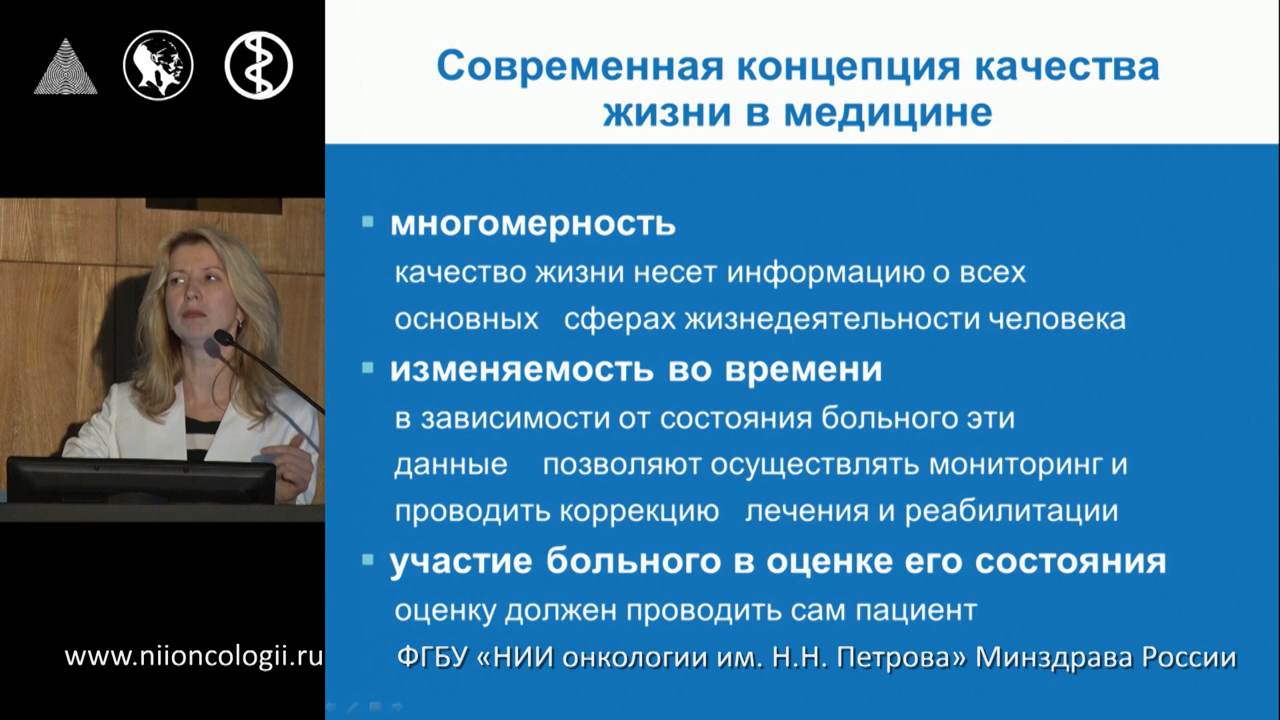 Современная концепция качества
жизни в медицине
многомерность
качество жизни несет информацию о всех
основных сферах жизнедеятельности человека
изменяемость во времени
в зависимости от состояния больного эти
данные позволяют осуществлять мониторинг и
проводить коррекцию лечения и реабилитации
участие больного в оценке его состояния
оценку должен проводить сам пациент
www.niioncologii.ru
ФГБУ «НИИ онкологии им. Н.Н. Петрова» Минздрава России